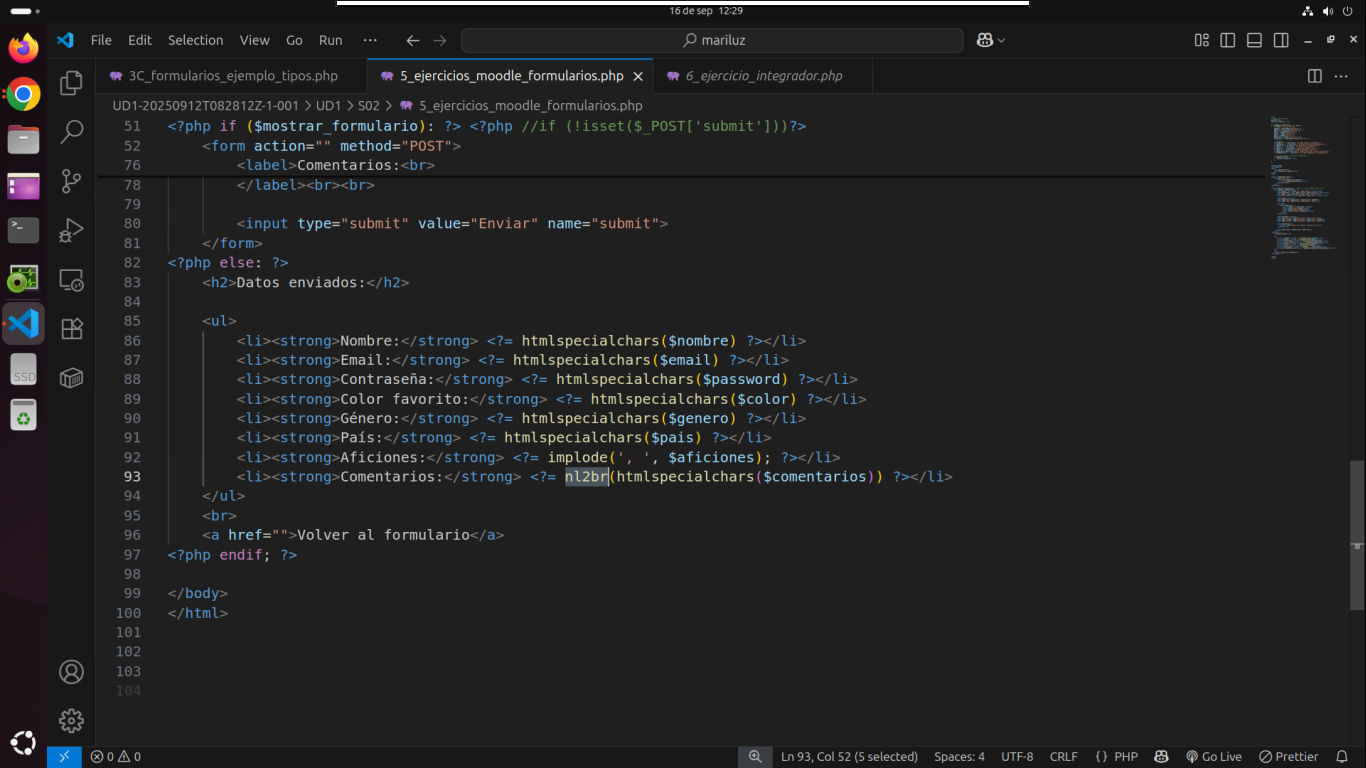 16 de sep 12:29
File Edit Selection View Go Run ··· mariluz
3C_formularios_ejemplo_tipos.php 5_ejercicios_moodle_formularios.php 6_ejercicio_integrador.php
UD1-20250912T082812Z-1-001 > UD1 > S02 > 5_ejercicios_moodle_formularios.php
51 <?php if ($mostrar_formulario): ?> <?php //if (!isset($_POST['submit']))?>
52 <form action="" method="POST">
76 <label>Comentarios:<br>
78 </label><br><br>
79
80 <input type="submit" value="Enviar" name="submit">
81 </form>
82 <?php else: ?>
83 <h2>Datos enviados:</h2>
84
85 <ul>
86 <li><strong>Nombre:</strong> <?= htmlspecialchars($nombre) ?></li>
87 <li><strong>Email:</strong> <?= htmlspecialchars($email) ?></li>
88 <li><strong>Contraseña:</strong> <?= htmlspecialchars($password) ?></li>
89 <li><strong>Color favorito:</strong> <?= htmlspecialchars($color) ?></li>
90 <li><strong>Género:</strong> <?= htmlspecialchars($genero) ?></li>
91 <li><strong>País:</strong> <?= htmlspecialchars($pais) ?></li>
92 <li><strong>Aficiones:</strong> <?= implode(', ', $aficiones); ?></li>
93 <li><strong>Comentarios:</strong> <?= nl2br(htmlspecialchars($comentarios)) ?></li>
94 </ul>
95 <br>
96 <a href="">Volver al formulario</a>
97 <?php endif; ?>
98
99 </body>
100 </html>
101
102
103
104
SSD
0 0 Ln 93, Col 52 (5 selected) Spaces: 4 UTF-8 CRLF {} PHP Go Live Prettier